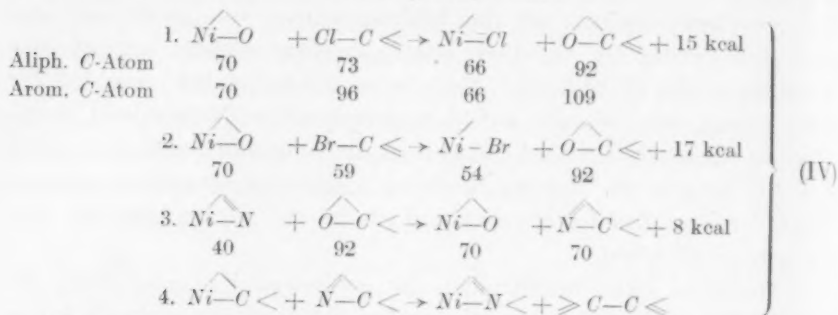 1. Ni—O + Cl—C ≤→ Ni—Cl + O—C ≤ + 15 kcal
Aliph. C-Atom 70 73 66 92
Arom. C-Atom 70 96 66 109
2. Ni—O + Br—C ≤→ Ni - Br + O—C ≤ + 17 kcal
70 59 54 92
(IV)
3. Ni—N + O—C < → Ni—O + N—C < + 8 kcal
40 92 70 70
4. Ni—C < + N—C < → Ni—N < + ≥ C—C ≤